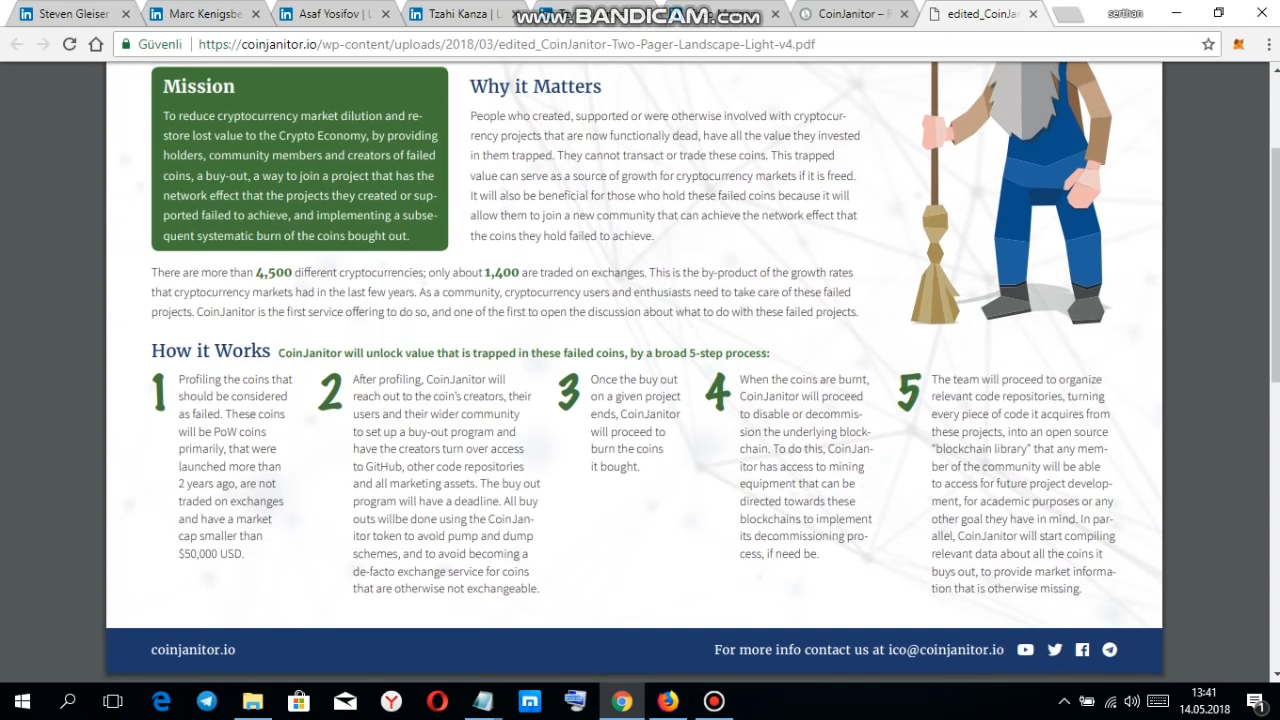 Steven Gleiser
Marc Kenigsbe
Asaf Yosifov | L
Tzahi Kanza | L
CoinJanitor – F
edited_CoinJa
serthan
www.BANDICAM.com
Güvenli
https://coinjanitor.io/wp-content/uploads/2018/03/edited_CoinJanitor-Two-Pager-Landscape-Light-v4.pdf
Mission
To reduce cryptocurrency market dilution and re-
store lost value to the Crypto Economy, by providing
holders, community members and creators of failed
coins, a buy-out, a way to join a project that has the
network effect that the projects they created or sup-
ported failed to achieve, and implementing a subse-
quent systematic burn of the coins bought out.
Why it Matters
People who created, supported or were otherwise involved with cryptocur-
rency projects that are now functionally dead, have all the value they invested
in them trapped. They cannot transact or trade these coins. This trapped
value can serve as a source of growth for cryptocurrency markets if it is freed.
It will also be beneficial for those who hold these failed coins because it will
allow them to join a new community that can achieve the network effect that
the coins they hold failed to achieve.
There are more than 4,500 different cryptocurrencies; only about 1,400 are traded on exchanges. This is the by-product of the growth rates
that cryptocurrency markets had in the last few years. As a community, cryptocurrency users and enthusiasts need to take care of these failed
projects. CoinJanitor is the first service offering to do so, and one of the first to open the discussion about what to do with these failed projects.
How it Works CoinJanitor will unlock value that is trapped in these failed coins, by a broad 5-step process:
1
Profiling the coins that
should be considered
as failed. These coins
will be PoW coins
primarily, that were
launched more than
2 years ago, are not
traded on exchanges
and have a market
cap smaller than
$50,000 USD.
2
After profiling, CoinJanitor will
reach out to the coin's creators, their
users and their wider community
to set up a buy-out program and
have the creators turn over access
to GitHub, other code repositories
and all marketing assets. The buy out
program will have a deadline. All buy
outs willbe done using the CoinJan-
itor token to avoid pump and dump
schemes, and to avoid becoming a
de-facto exchange service for coins
that are otherwise not exchangeable.
3
Once the buy out
on a given project
ends, CoinJanitor
will proceed to
burn the coins
it bought.
4
When the coins are burnt,
CoinJanitor will proceed
to disable or decommis-
sion the underlying block-
chain. To do this, CoinJan-
itor has access to mining
equipment that can be
directed towards these
blockchains to implement
its decommissioning pro-
cess, if need be.
5
The team will proceed to organize
relevant code repositories, turning
every piece of code it acquires from
these projects, into an open source
"blockchain library" that any mem-
ber of the community will be able
to access for future project develop-
ment, for academic purposes or any
other goal they have in mind. In par-
allel, CoinJanitor will start compiling
relevant data about all the coins it
buys out, to provide market informa-
tion that is otherwise missing.
coinjanitor.io
For more info contact us at ico@coinjanitor.io
13:41
14.05.2018
1